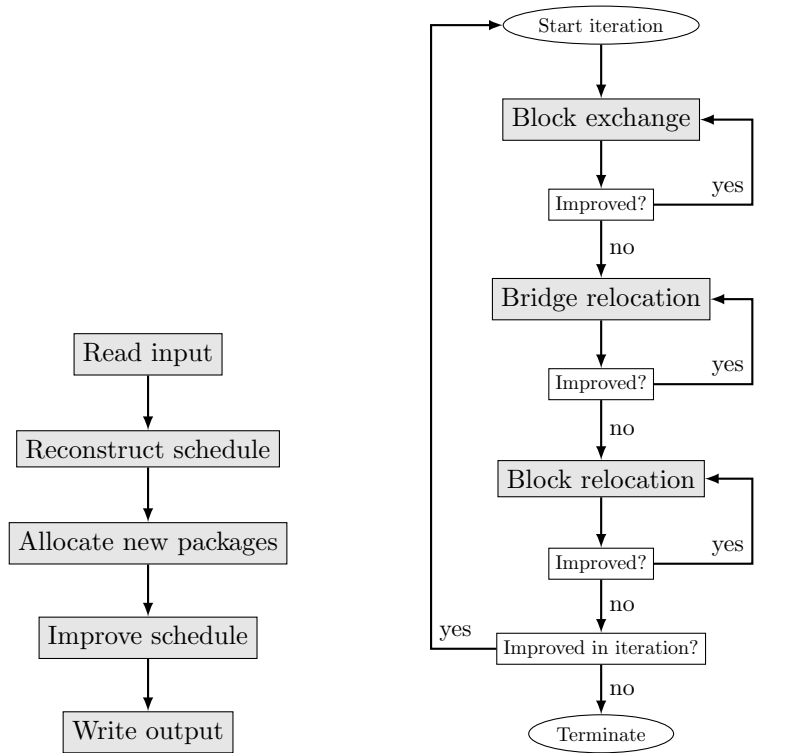 Read input
Reconstruct schedule
Allocate new packages
Improve schedule
Write output
Start iteration
Block exchange
yes
Improved?
no
Bridge relocation
yes
Improved?
no
Block relocation
yes
Improved?
no
yes
Improved in iteration?
no
Terminate